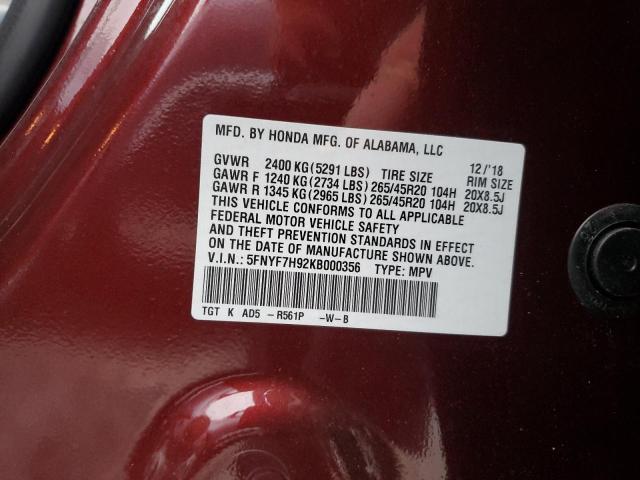 MFD. BY HONDA MFG. OF ALABAMA, LLC
GVWR 2400 KG(5291 LBS) TIRE SIZE 12/'18 RIM SIZE
GAWR F 1240 KG(2734 LBS) 265/45R20 104H 20X8.5J
GAWR R 1345 KG(2965 LBS) 265/45R20 104H 20X8.5J
THIS VEHICLE CONFORMS TO ALL APPLICABLE
FEDERAL MOTOR VEHICLE SAFETY
AND THEFT PREVENTION STANDARDS IN EFFECT
ON THE DATE OF MANUFACTURE SHOWN ABOVE.
V.I.N.: 5FNYF7H92KB000356 TYPE: MPV
TGT K AD5 -R561P -W-B